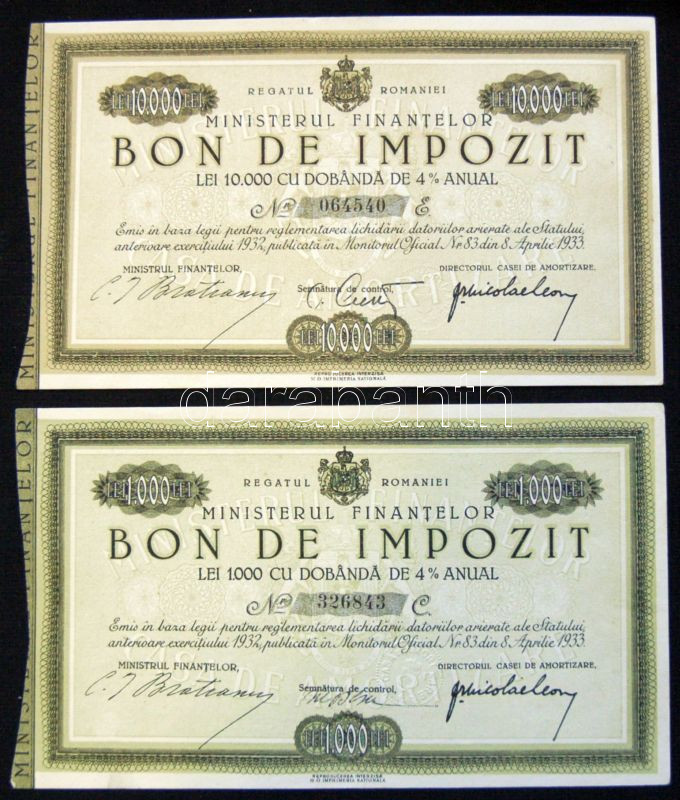 MINISTERUL FINANȚELOR
LEI 10.000 LEI
REGATUL ROMANIEI
LEI 10.000 LEI
MINISTERUL FINANȚELOR
BON DE IMPOZIT
LEI 10.000 CU DOBÂNDĂ DE 4% ANUAL
No 064540 E
Emis în baza legii pentru reglementarea lichidării datoriilor arierate ale Statului,
anterioare exercițiului 1932, publicată în Monitorul Oficial Nr 83 din 8 Aprilie 1933.
MINISTRUL FINANȚELOR,
Semnătura de control,
DIRECTORUL CASEI DE AMORTIZARE,
C. I Bratianu
LEI 10.000 LEI
REPRODUCEREA INTERZISĂ
M.O. IMPRIMERIA NAȚIONALĂ
darabanth
LEI 1.000 LEI
REGATUL ROMANIEI
LEI 1.000 LEI
MINISTERUL FINANȚELOR
BON DE IMPOZIT
LEI 1.000 CU DOBÂNDĂ DE 4% ANUAL
No 326843 C.
Emis în baza legii pentru reglementarea lichidării datoriilor arierate ale Statului,
anterioare exercițiului 1932, publicată în Monitorul Oficial Nr 83 din 8 Aprilie 1933.
MINISTRUL FINANȚELOR,
Semnătura de control,
DIRECTORUL CASEI DE AMORTIZARE,
C. I Bratianu
LEI 1.000 LEI
REPRODUCEREA INTERZISĂ
M.O. IMPRIMERIA NAȚIONALĂ